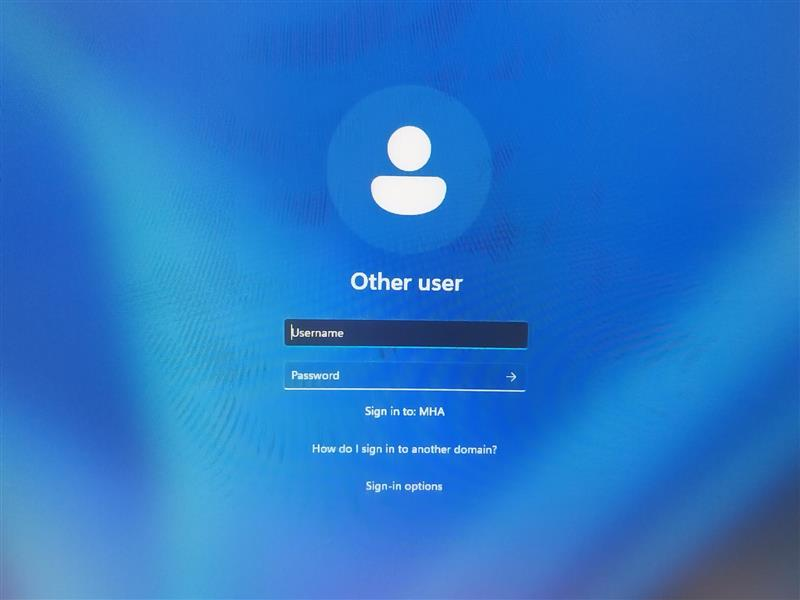 Other user
Username
Password
Sign in to: MHA
How do I sign in to another domain?
Sign-in options